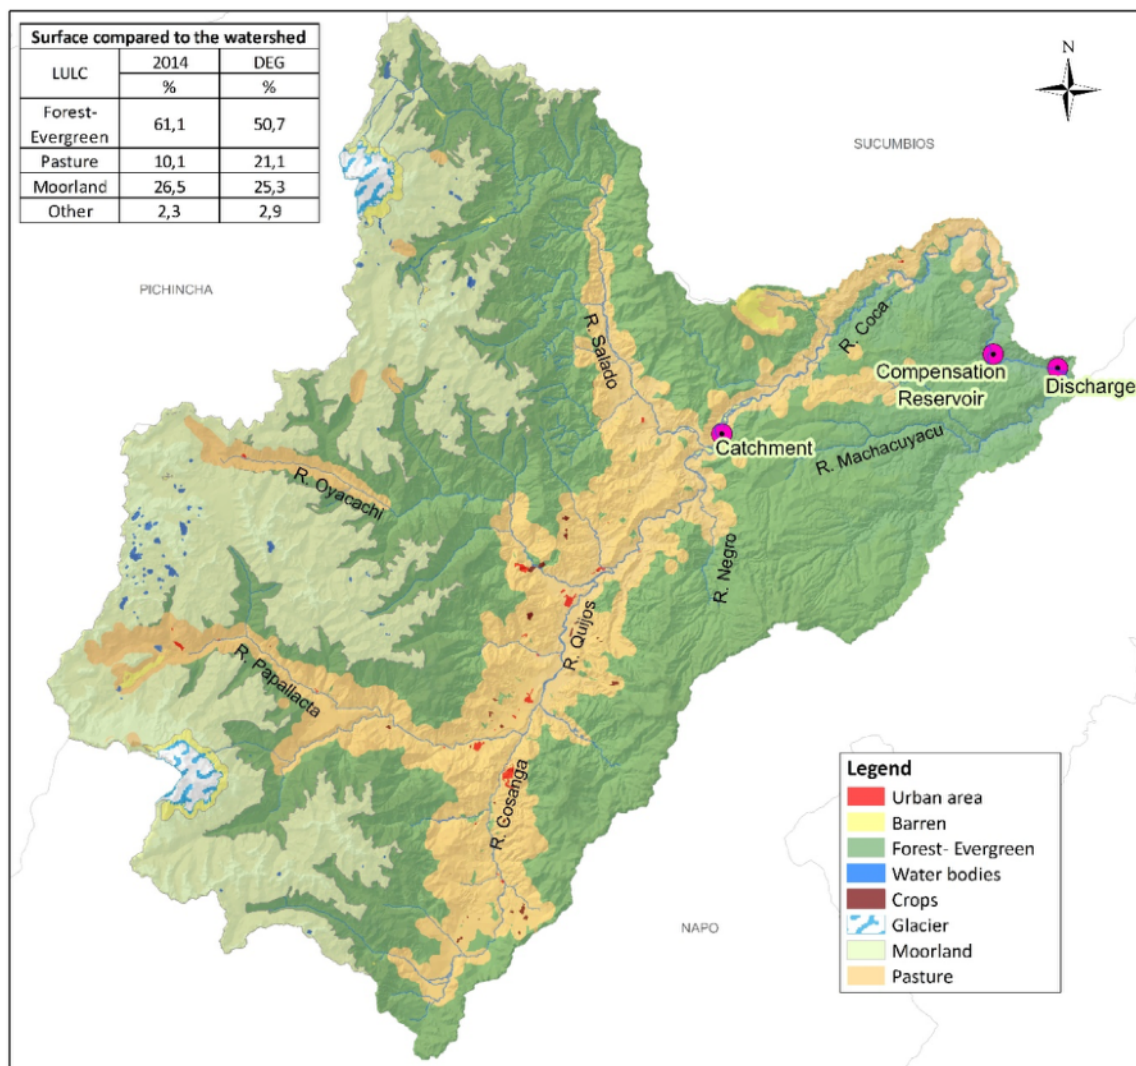 Surface compared to the watershed
LULC 2014 DEG
% %
Forest-
Evergreen 61,1 50,7
Pasture 10,1 21,1
Moorland 26,5 25,3
Other 2,3 2,9
N
SUCUMBIOS
PICHINCHA
R. Salado
R. Coca
Compensation
Reservoir
Discharge
Catchment
R. Machacuyacu
R. Oyacachi
R. Negro
R. Quijos
R. Papallacta
R. Gosanga
NAPO
Legend
Urban area
Barren
Forest- Evergreen
Water bodies
Crops
Glacier
Moorland
Pasture